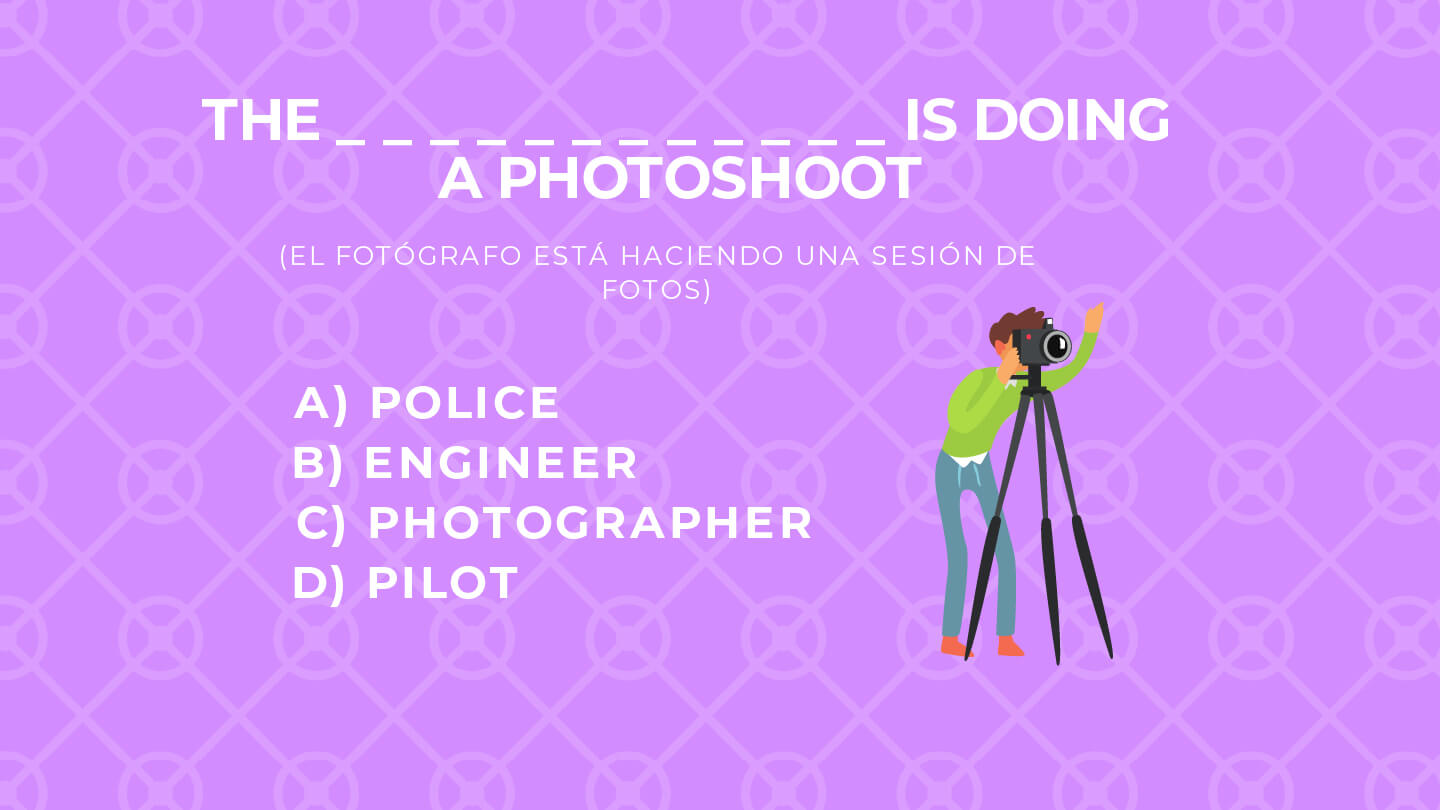 THE _ _ _ _ _ _ _ _ _ _ _ _ IS DOING
A PHOTOSHOOT
(EL FOTÓGRAFO ESTÁ HACIENDO UNA SESIÓN DE
FOTOS)
A) POLICE
B) ENGINEER
C) PHOTOGRAPHER
D) PILOT